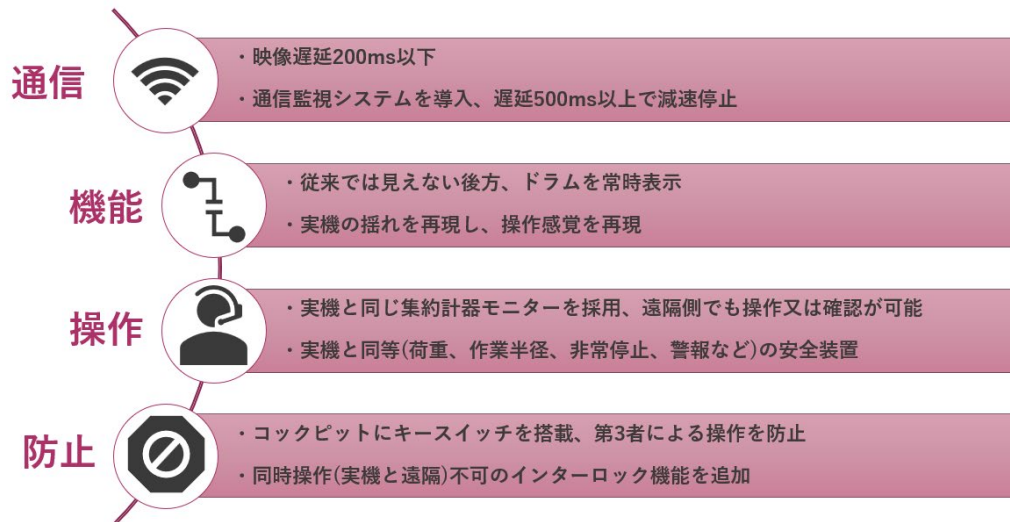 通信
・映像遅延200ms以下
・通信監視システムを導入、遅延500ms以上で減速停止
機能
・従来では見えない後方、ドラムを常時表示
・実機の揺れを再現し、操作感覚を再現
操作
・実機と同じ集約計器モニターを採用、遠隔側でも操作又は確認が可能
・実機と同等(荷重、作業半径、非常停止、警報など)の安全装置
防止
・コックピットにキースイッチを搭載、第3者による操作を防止
・同時操作(実機と遠隔)不可のインターロック機能を追加